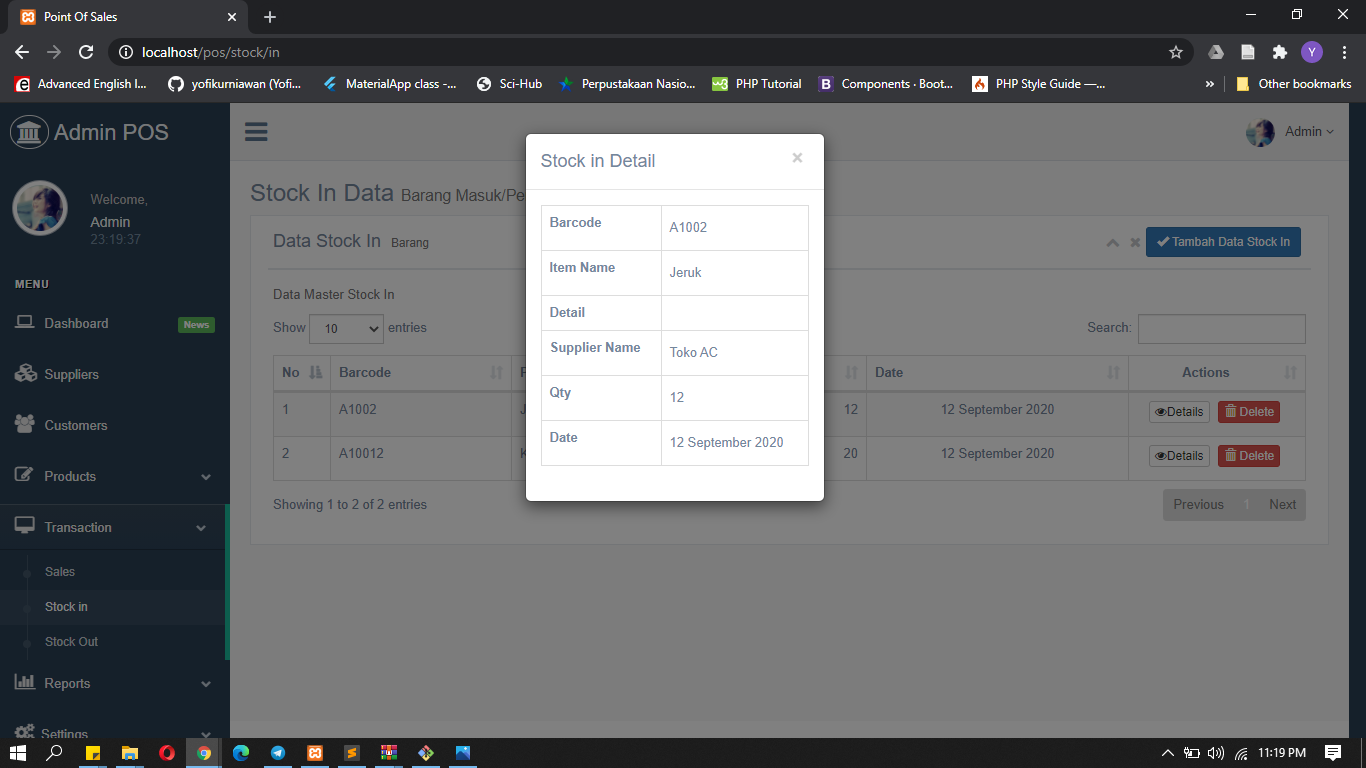 Point Of Sales
localhost/pos/stock/in
Advanced English I...
yofikurniawan (Yofi...
MaterialApp class -...
Sci-Hub
Perpustakaan Nasio...
PHP Tutorial
Components · Boot...
PHP Style Guide —...
»
Other bookmarks
Y
Admin POS
Admin
Welcome,
Admin
23:19:37
MENU
Dashboard
News
Suppliers
Customers
Products
Transaction
Sales
Stock in
Stock Out
Reports
Settings
Stock In Data Barang Masuk/Pe
Data Stock In Barang
Tambah Data Stock In
Data Master Stock In
Show 10 entries
Search:
No Barcode P Date Actions
1 A1002 J 12 12 September 2020 Details Delete
2 A10012 K 20 12 September 2020 Details Delete
Showing 1 to 2 of 2 entries
Previous 1 Next
Stock in Detail ×
Barcode A1002
Item Name Jeruk
Detail
Supplier Name Toko AC
Qty 12
Date 12 September 2020
11:19 PM